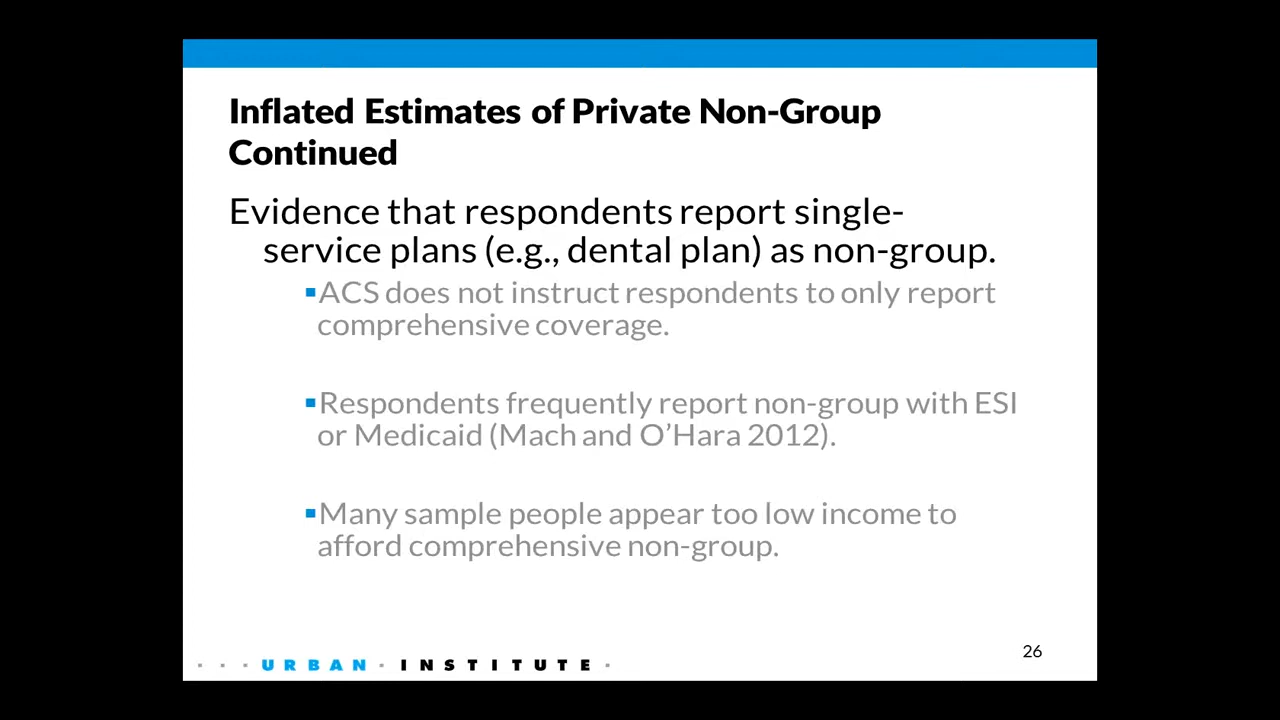 Inflated Estimates of Private Non-Group
Continued
Evidence that respondents report single-
service plans (e.g., dental plan) as non-group.
▪ACS does not instruct respondents to only report
comprehensive coverage.
▪Respondents frequently report non-group with ESI
or Medicaid (Mach and O’Hara 2012).
▪Many sample people appear too low income to
afford comprehensive non-group.
26
· · · URBAN · INSTITUTE ·